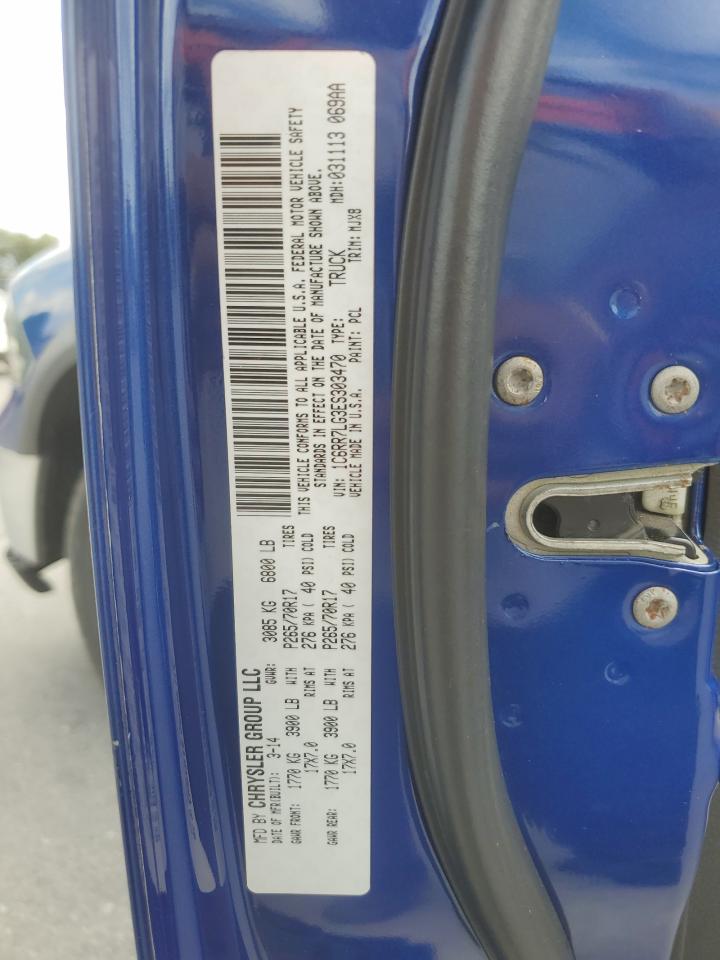 MFD BY CHRYSLER GROUP LLC
DATE OF MFR(BUILT): 3-14 GVWR: 3085 KG 6800 LB
GAWR FRONT: 1770 KG 3900 LB WITH P265/70R17 TIRES
17X7.0 RIMS AT 276 KPA ( 40 PSI) COLD
GAWR REAR: 1770 KG 3900 LB WITH P265/70R17 TIRES
17X7.0 RIMS AT 276 KPA ( 40 PSI) COLD
THIS VEHICLE CONFORMS TO ALL APPLICABLE U.S.A. FEDERAL MOTOR VEHICLE SAFETY
STANDARDS IN EFFECT ON THE DATE OF MANUFACTURE SHOWN ABOVE.
VIN: 1C6RR7LG3ES303470 TYPE: TRUCK MDH:031113 069AA
VEHICLE MADE IN U.S.A. PAINT: PCL TRIM: MJX8